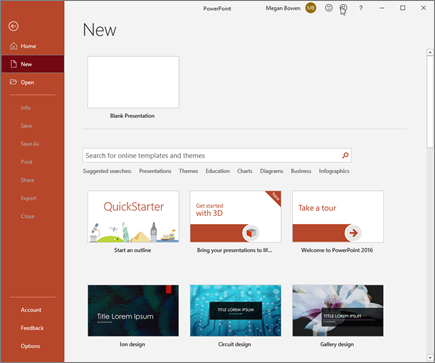 PowerPoint
Megan Bowen
MB
?
Home
New
Open
Info
Save
Save As
Print
Share
Export
Close
Account
Feedback
Options
New
Blank Presentation
Search for online templates and themes
Suggested searches: Presentations Themes Education Charts Diagrams Business Infographics
QuickStarter
Start an outline
Get started
with 3D
New
Bring your presentations to lif...
Take a tour
Welcome to PowerPoint 2016
Title Lorem Ipsum
Ion design
TITLE LOREM IPSUM
Circuit design
TITLE LOREM IPSUM
Gallery design